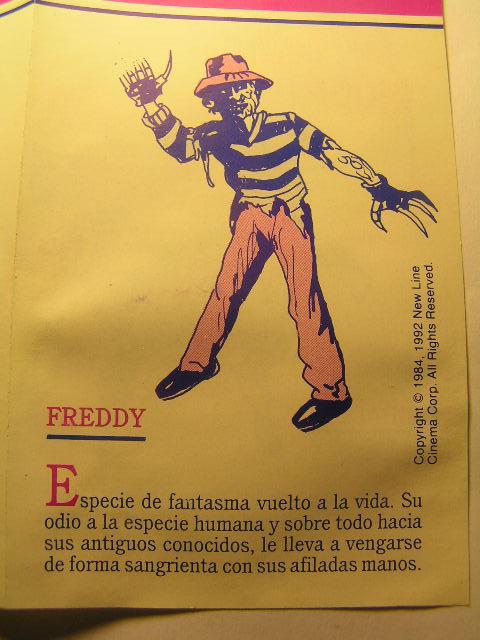 FREDDY
Especie de fantasma vuelto a la vida. Su
odio a la especie humana y sobre todo hacia
sus antiguos conocidos, le lleva a vengarse
de forma sangrienta con sus afiladas manos.
Copyright © 1984, 1992 New Line
Cinema Corp. All Rights Reserved.